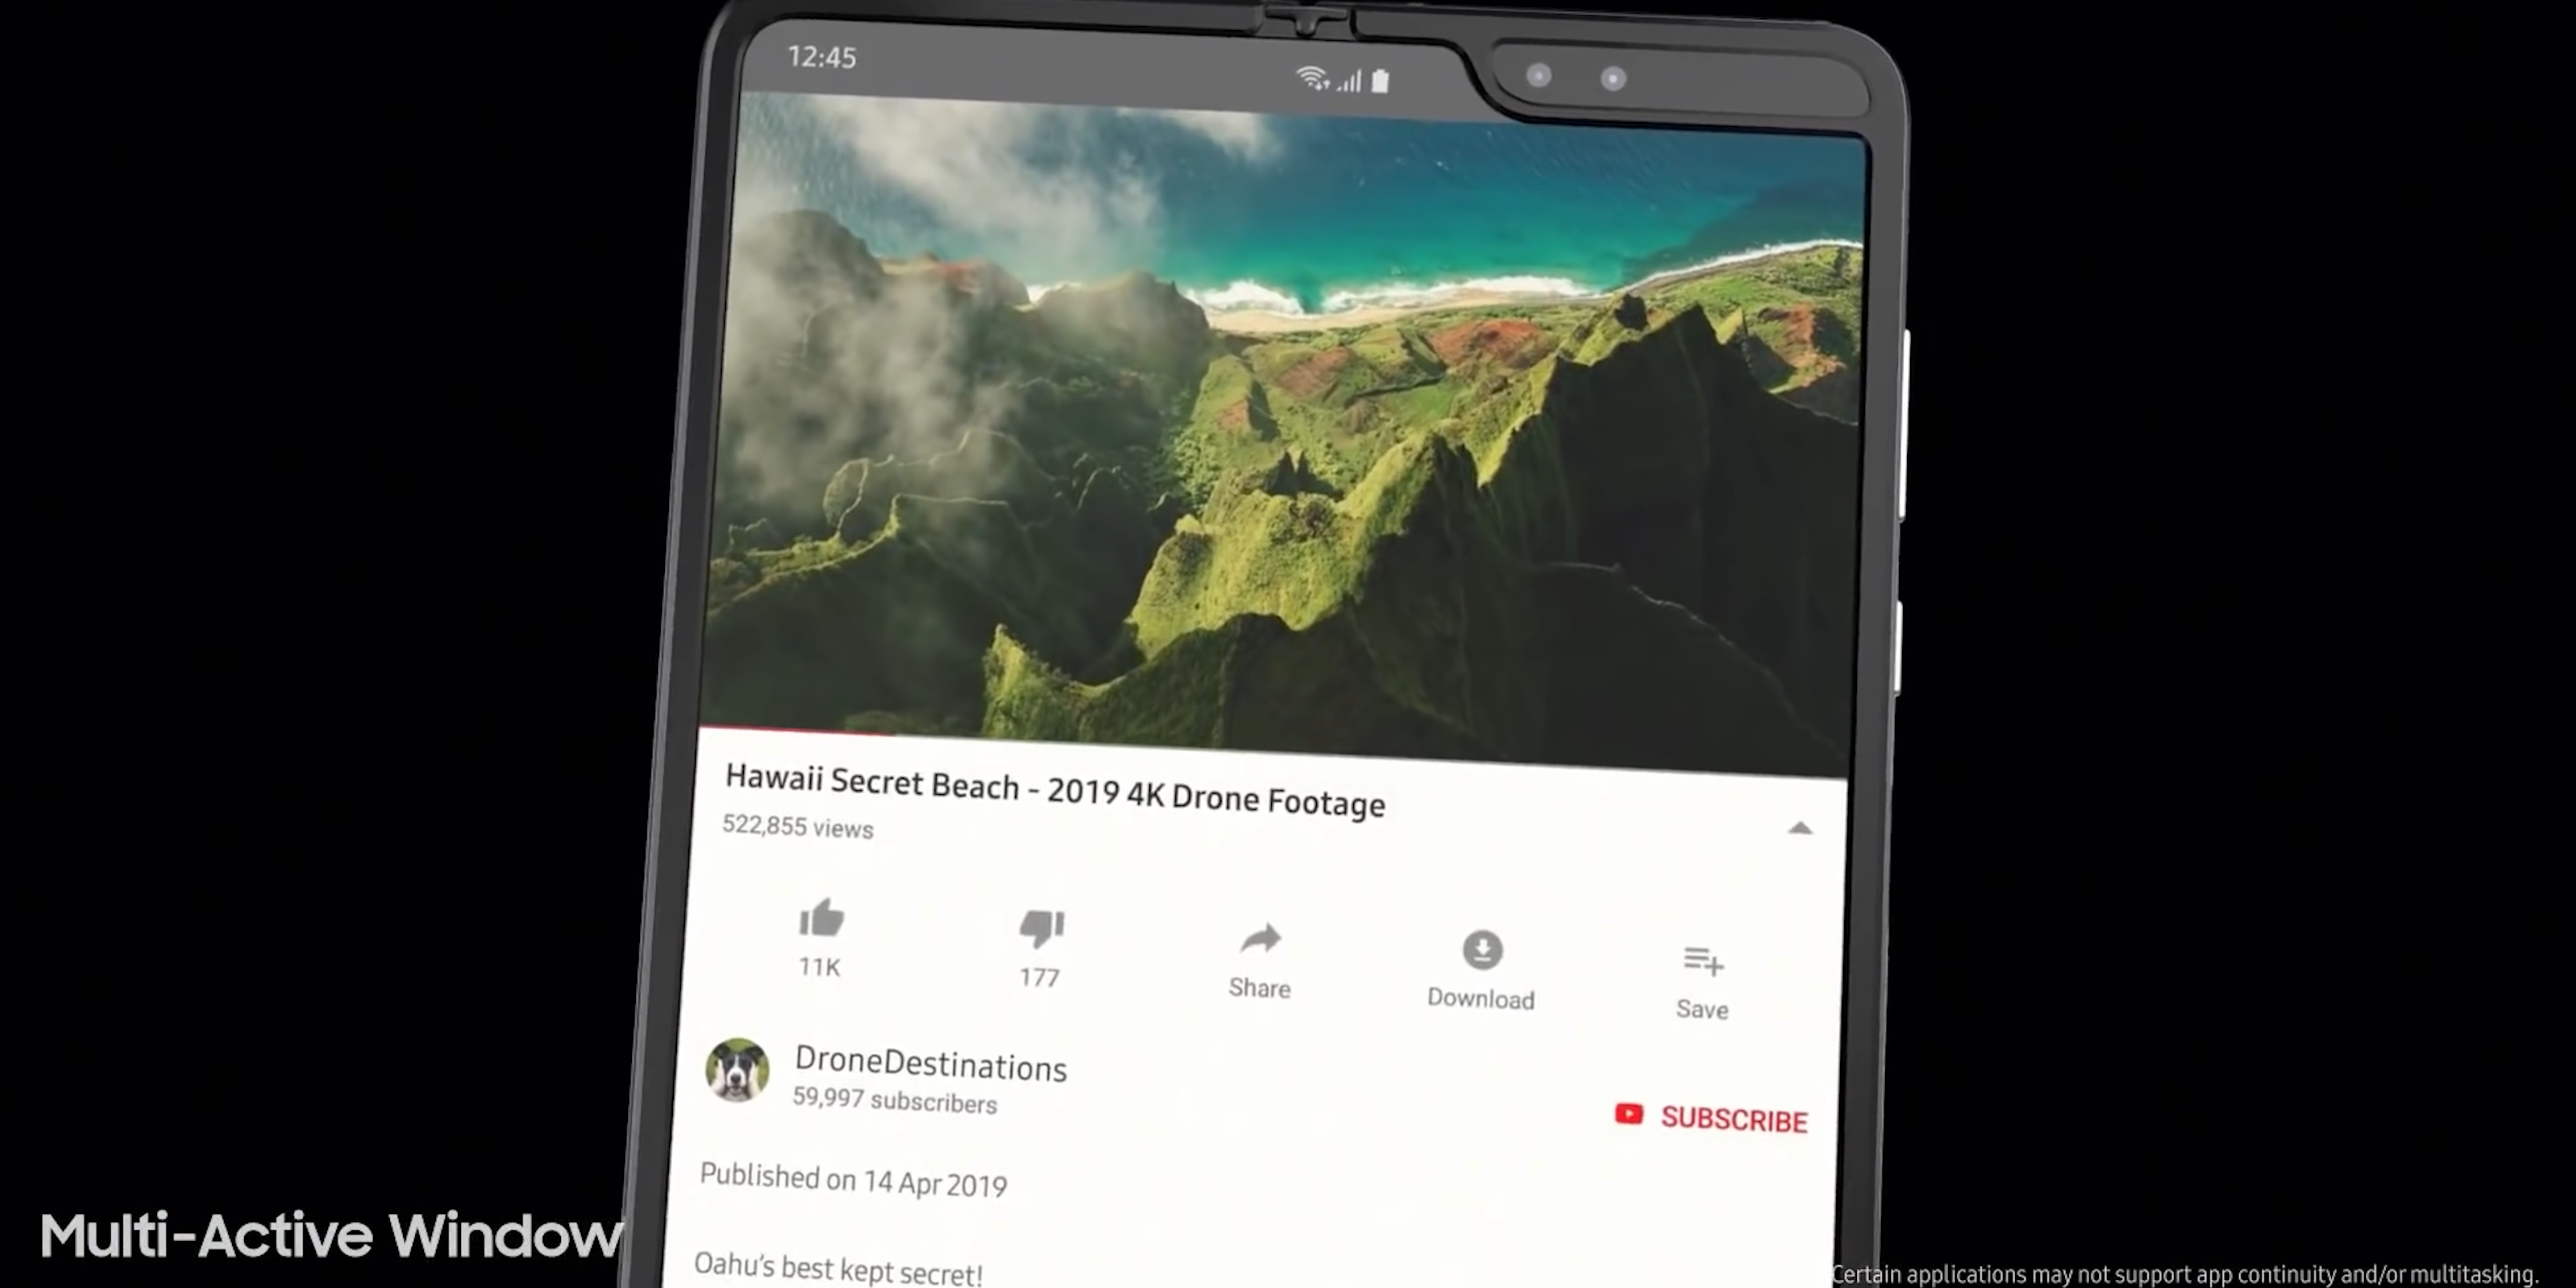 12:45
Hawaii Secret Beach - 2019 4K Drone Footage
522,855 views
11K
177
Share
Download
Save
DroneDestinations
59,997 subscribers
SUBSCRIBE
Published on 14 Apr 2019
Oahu's best kept secret!
Multi-Active Window
Certain applications may not support app continuity and/or multitasking.